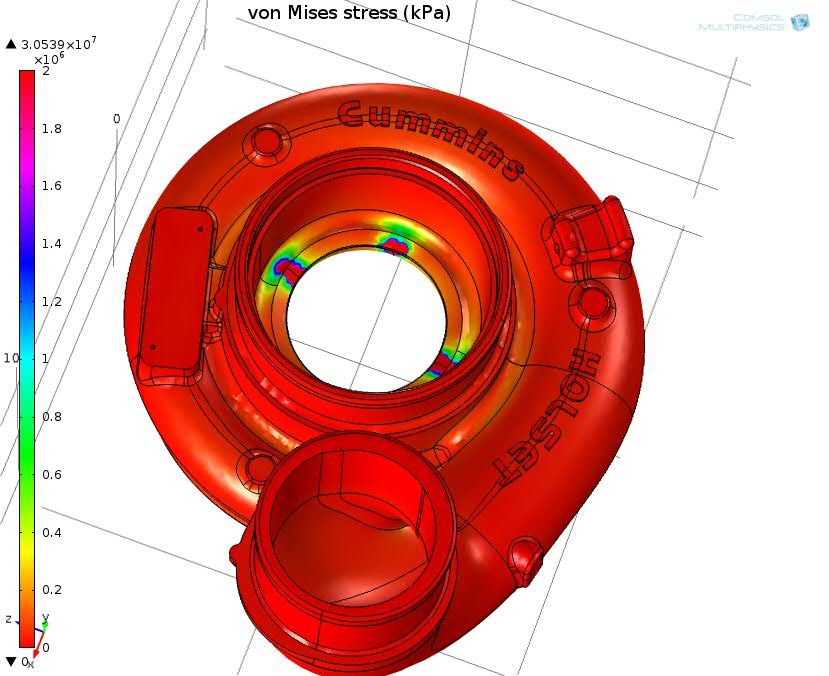 von Mises stress (kPa)
COMSOL
MULTIPHYSICS
▲ 3.0539×10⁷
×10⁶
2
1.8
1.6
1.4
1.2
1
0.8
0.6
0.4
0.2
0
▼ 0
0
10
cummins
HOLSET
z
y
x